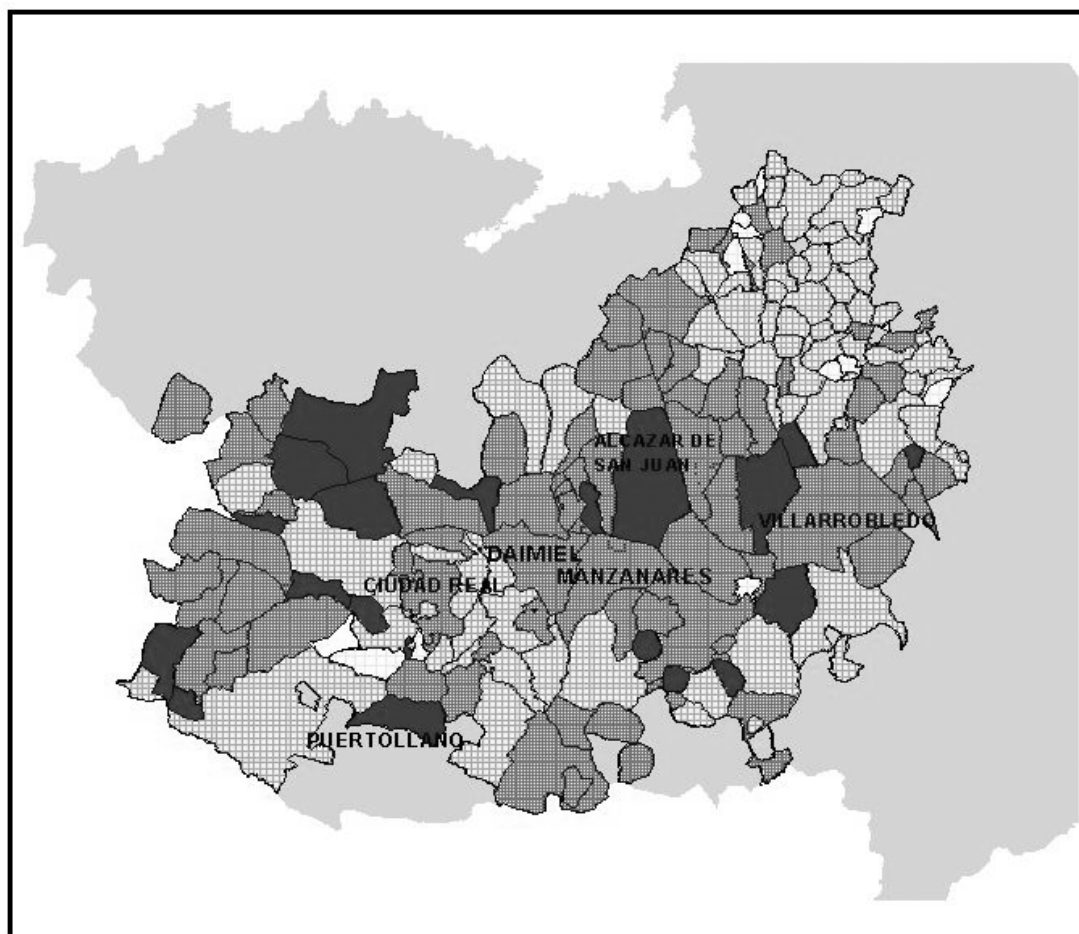 ALCAZAR DE
SAN JUAN
VILLARROBLEDO
DAIMIEL
MANZANARES
CIUDAD REAL
PUERTOLLANO